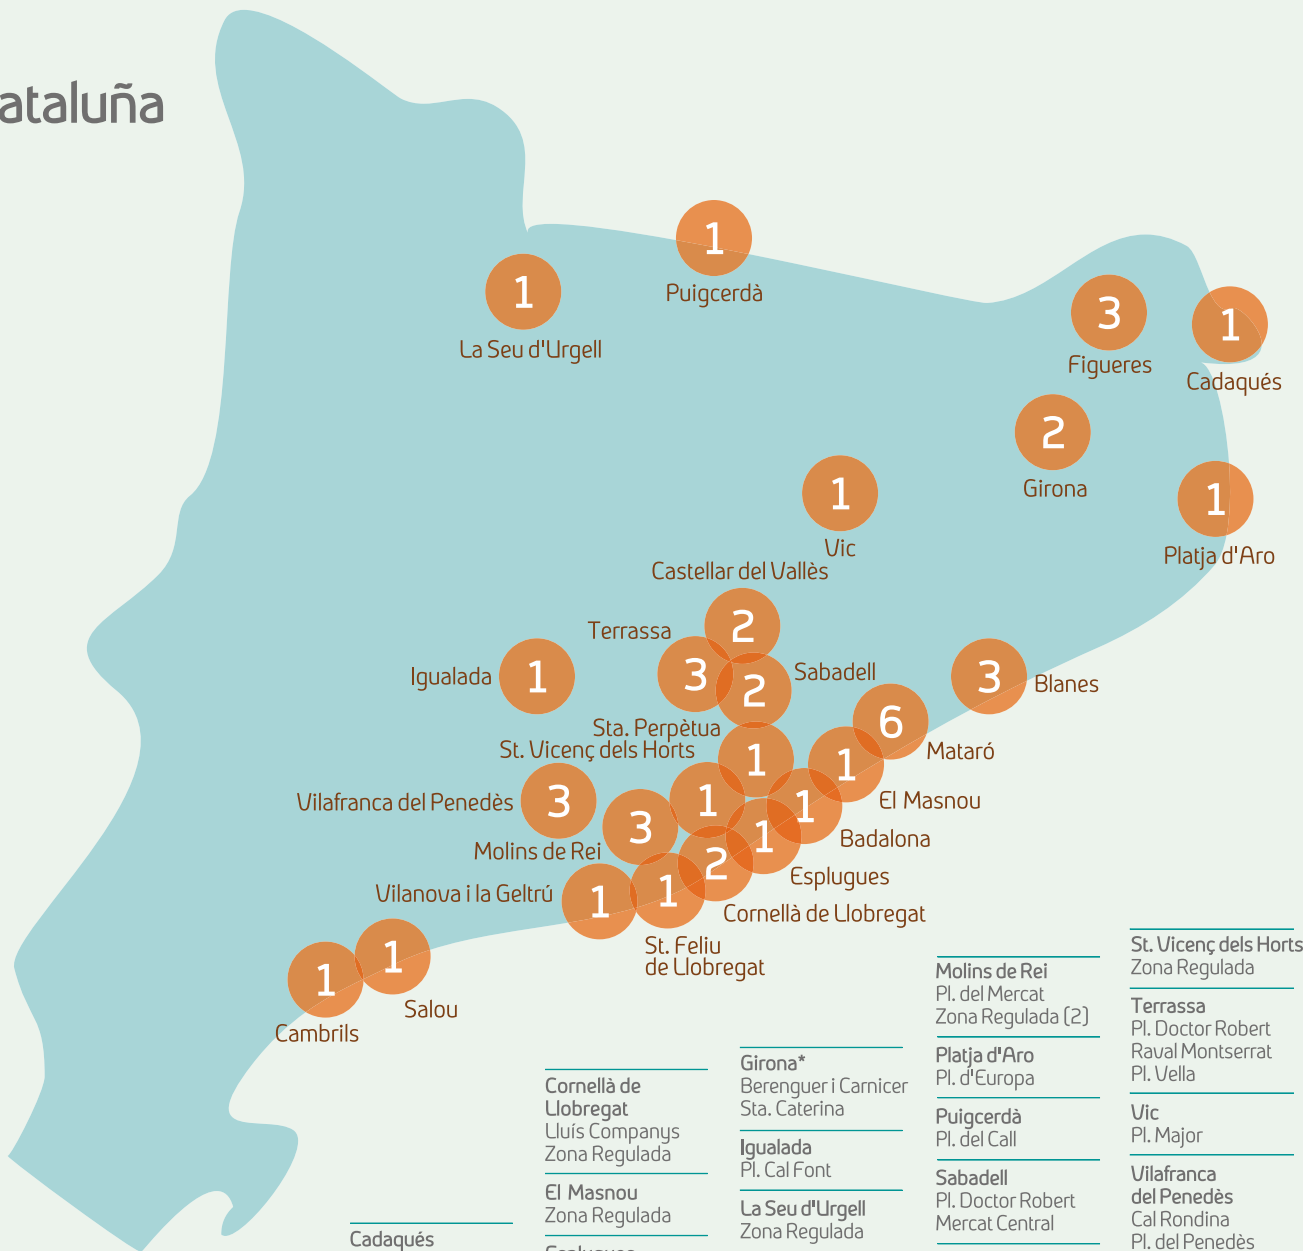 ataluña
1
Puigcerdà
1
La Seu d'Urgell
3
Figueres
1
Cadaqués
2
Girona
1
Vic
1
Platja d'Aro
Castellar del Vallès
2
Terrassa
3
Sabadell
2
Igualada
1
3
Blanes
6
Mataró
Sta. Perpètua
1
St. Vicenç dels Horts
1
1
El Masnou
1
Badalona
Vilafranca del Penedès
3
3
Molins de Rei
1
Esplugues
2
Cornellà de Llobregat
Vilanova i la Geltrú
1
1
St. Feliu
de Llobregat
1
Salou
1
Cambrils
Cadaqués
Cornellà de
Llobregat
Lluís Companys
Zona Regulada
El Masnou
Zona Regulada
Esplugues
Girona*
Berenguer i Carnicer
Sta. Caterina
Igualada
Pl. Cal Font
La Seu d'Urgell
Zona Regulada
Molins de Rei
Pl. del Mercat
Zona Regulada (2)
Platja d'Aro
Pl. d'Europa
Puigcerdà
Pl. del Call
Sabadell
Pl. Doctor Robert
Mercat Central
St. Vicenç dels Horts
Zona Regulada
Terrassa
Pl. Doctor Robert
Raval Montserrat
Pl. Vella
Vic
Pl. Major
Vilafranca
del Penedès
Cal Rondina
Pl. del Penedès